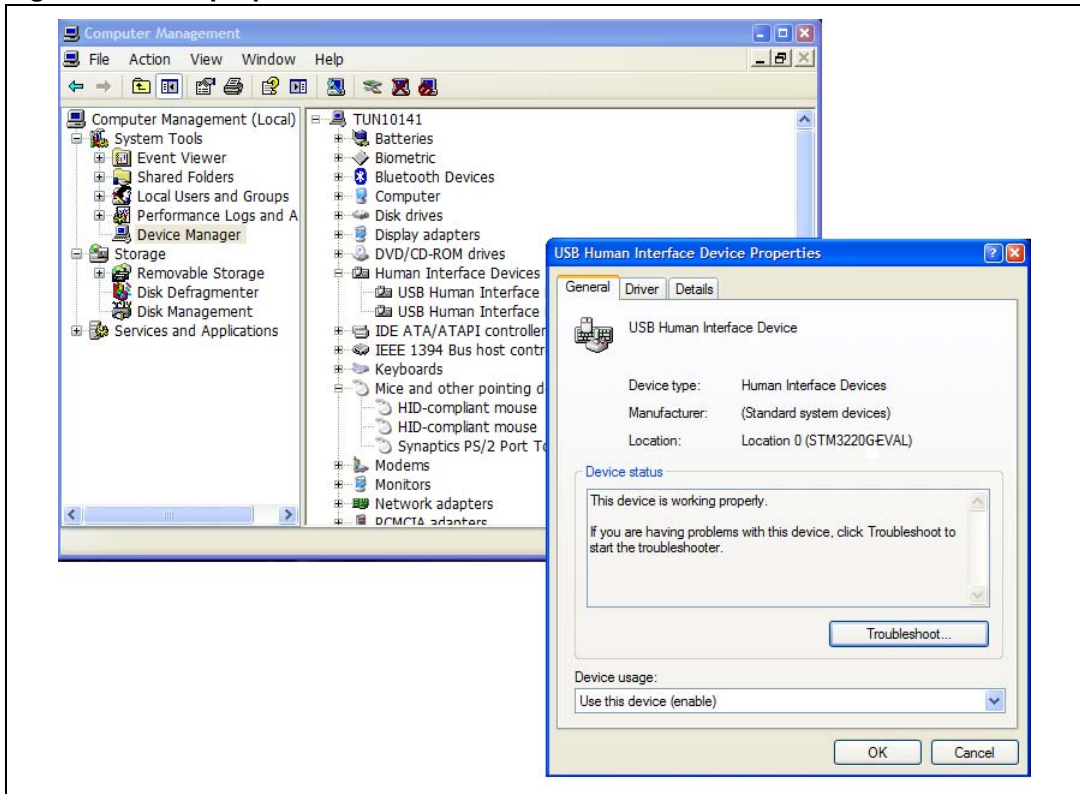 Computer Management
File Action View Window Help
Computer Management (Local)
System Tools
Event Viewer
Shared Folders
Local Users and Groups
Performance Logs and A
Device Manager
Storage
Removable Storage
Disk Defragmenter
Disk Management
Services and Applications
TUN10141
Batteries
Biometric
Bluetooth Devices
Computer
Disk drives
Display adapters
DVD/CD-ROM drives
Human Interface Devices
USB Human Interface
USB Human Interface
IDE ATA/ATAPI controller
IEEE 1394 Bus host contr
Keyboards
Mice and other pointing d
HID-compliant mouse
HID-compliant mouse
Synaptics PS/2 Port To
Modems
Monitors
Network adapters
PCMCIA adapters
USB Human Interface Device Properties
General Driver Details
USB Human Interface Device
Device type: Human Interface Devices
Manufacturer: (Standard system devices)
Location: Location 0 (STM3220G-EVAL)
Device status
This device is working properly.
If you are having problems with this device, click Troubleshoot to
start the troubleshooter.
Troubleshoot...
Device usage:
Use this device (enable)
OK Cancel